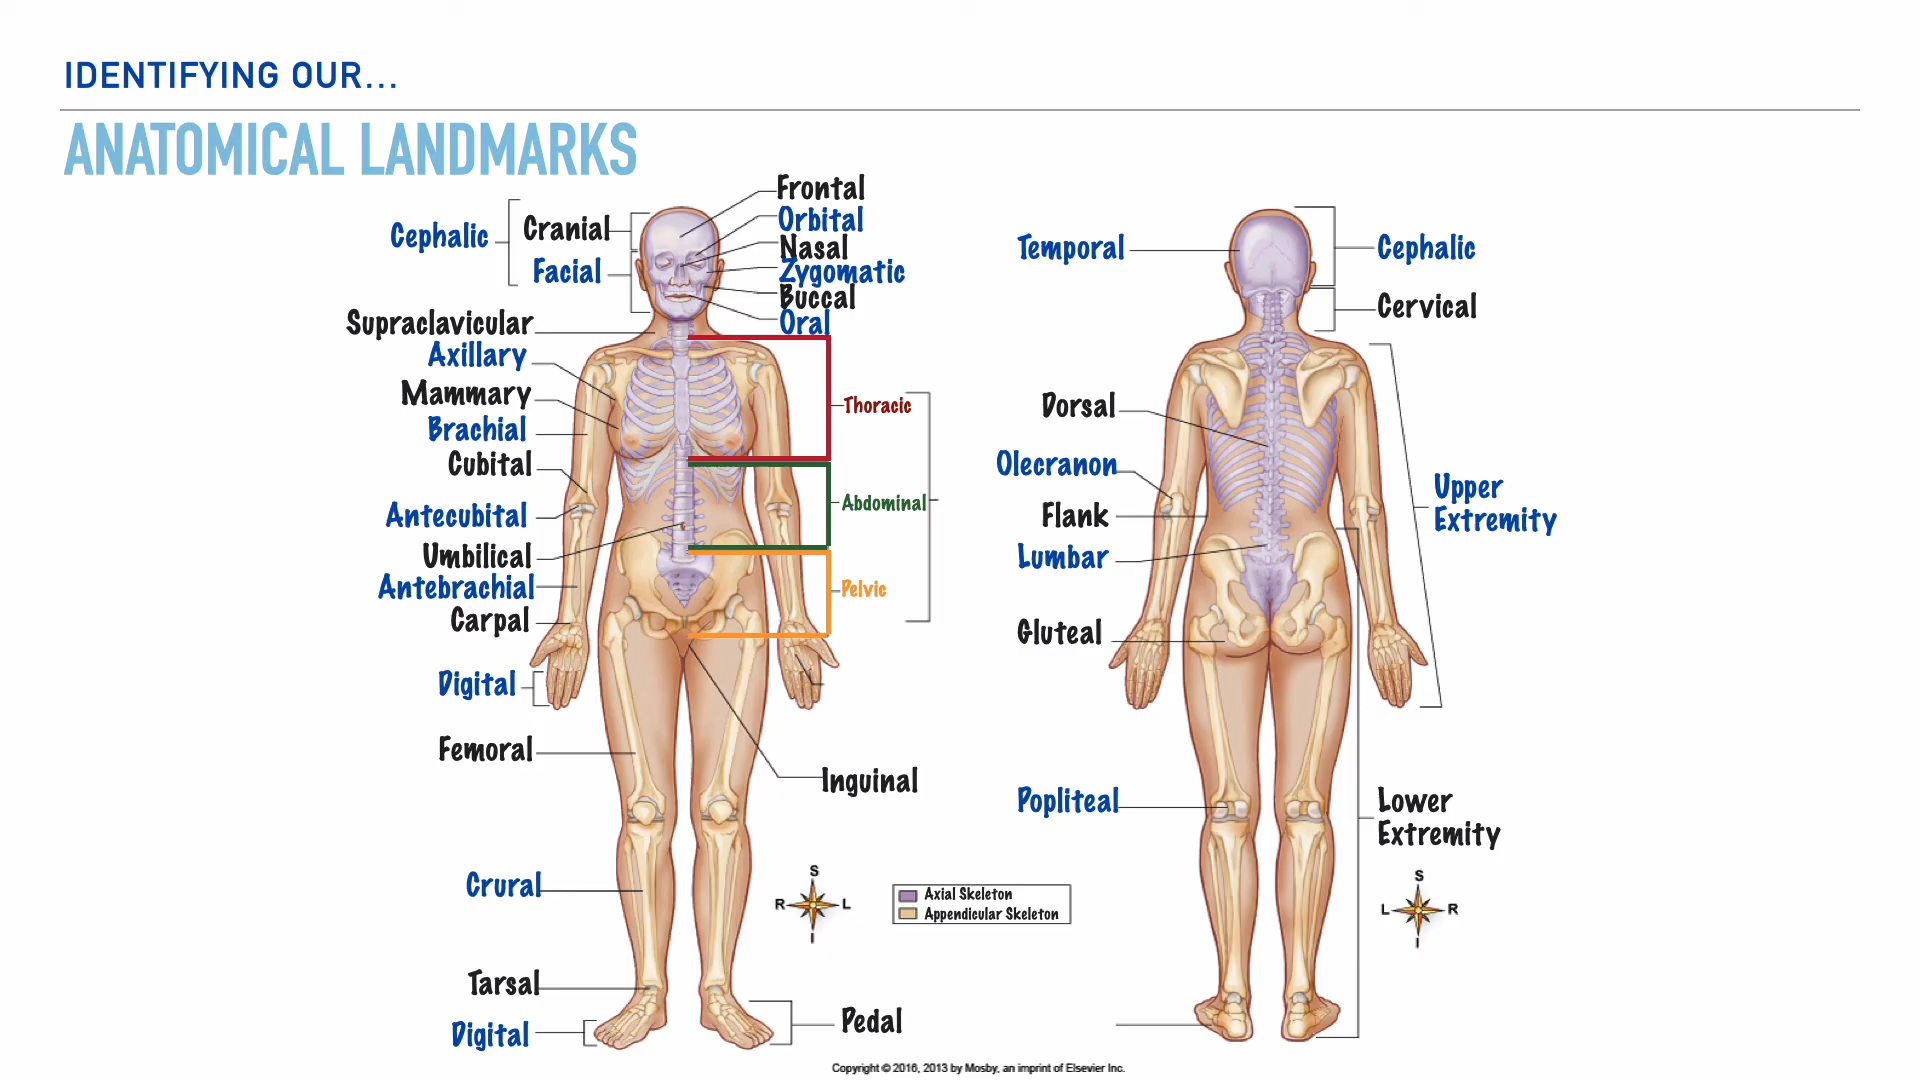 IDENTIFYING OUR...
ANATOMICAL LANDMARKS
Cephalic
Cranial
Facial
Frontal
Orbital
Nasal
Zygomatic
Buccal
Oral
Supraclavicular
Axillary
Mammary
Brachial
Cubital
Antecubital
Umbilical
Antebrachial
Carpal
Digital
Femoral
Crural
Tarsal
Digital
Thoracic
Abdominal
Pelvic
Inguinal
Pedal
S
R L
I
Axial Skeleton
Appendicular Skeleton
Temporal
Dorsal
Olecranon
Flank
Lumbar
Gluteal
Popliteal
Cephalic
Cervical
Upper
Extremity
Lower
Extremity
S
L R
I
Copyright © 2016, 2013 by Mosby, an imprint of Elsevier Inc.